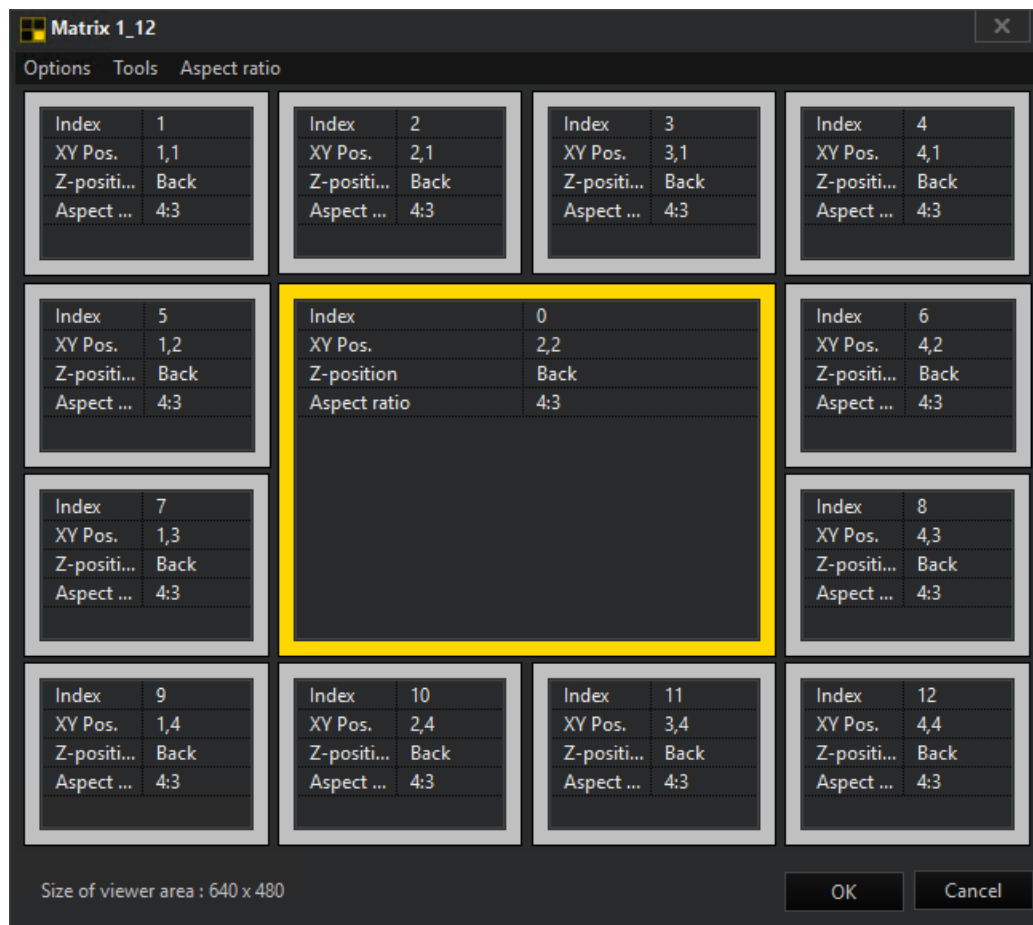 Matrix 1_12
Options Tools Aspect ratio
Index 1
XY Pos. 1,1
Z-positi... Back
Aspect ... 4:3
Index 2
XY Pos. 2,1
Z-positi... Back
Aspect ... 4:3
Index 3
XY Pos. 3,1
Z-positi... Back
Aspect ... 4:3
Index 4
XY Pos. 4,1
Z-positi... Back
Aspect ... 4:3
Index 5
XY Pos. 1,2
Z-positi... Back
Aspect ... 4:3
Index 0
XY Pos. 2,2
Z-position Back
Aspect ratio 4:3
Index 6
XY Pos. 4,2
Z-positi... Back
Aspect ... 4:3
Index 7
XY Pos. 1,3
Z-positi... Back
Aspect ... 4:3
Index 8
XY Pos. 4,3
Z-positi... Back
Aspect ... 4:3
Index 9
XY Pos. 1,4
Z-positi... Back
Aspect ... 4:3
Index 10
XY Pos. 2,4
Z-positi... Back
Aspect ... 4:3
Index 11
XY Pos. 3,4
Z-positi... Back
Aspect ... 4:3
Index 12
XY Pos. 4,4
Z-positi... Back
Aspect ... 4:3
Size of viewer area : 640 x 480
OK Cancel